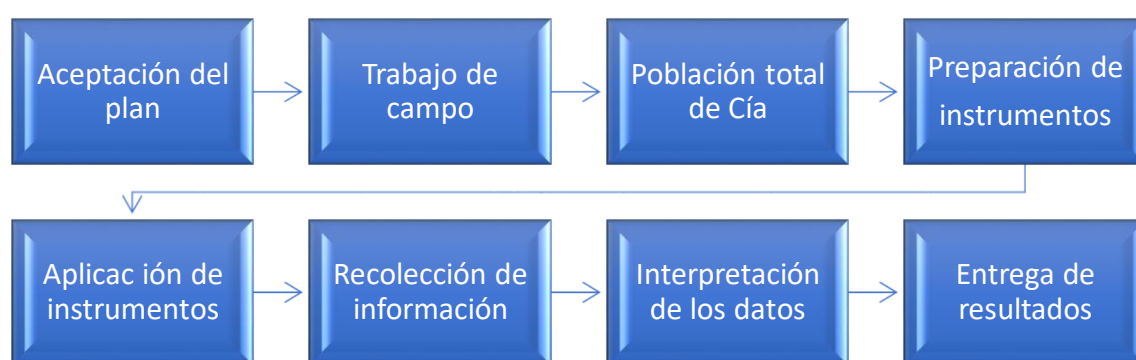 Aceptación del
plan
Trabajo de
campo
Población total
de Cía
Preparación de
instrumentos
Aplicac ión de
instrumentos
Recolección de
información
Interpretación
de los datos
Entrega de
resultados